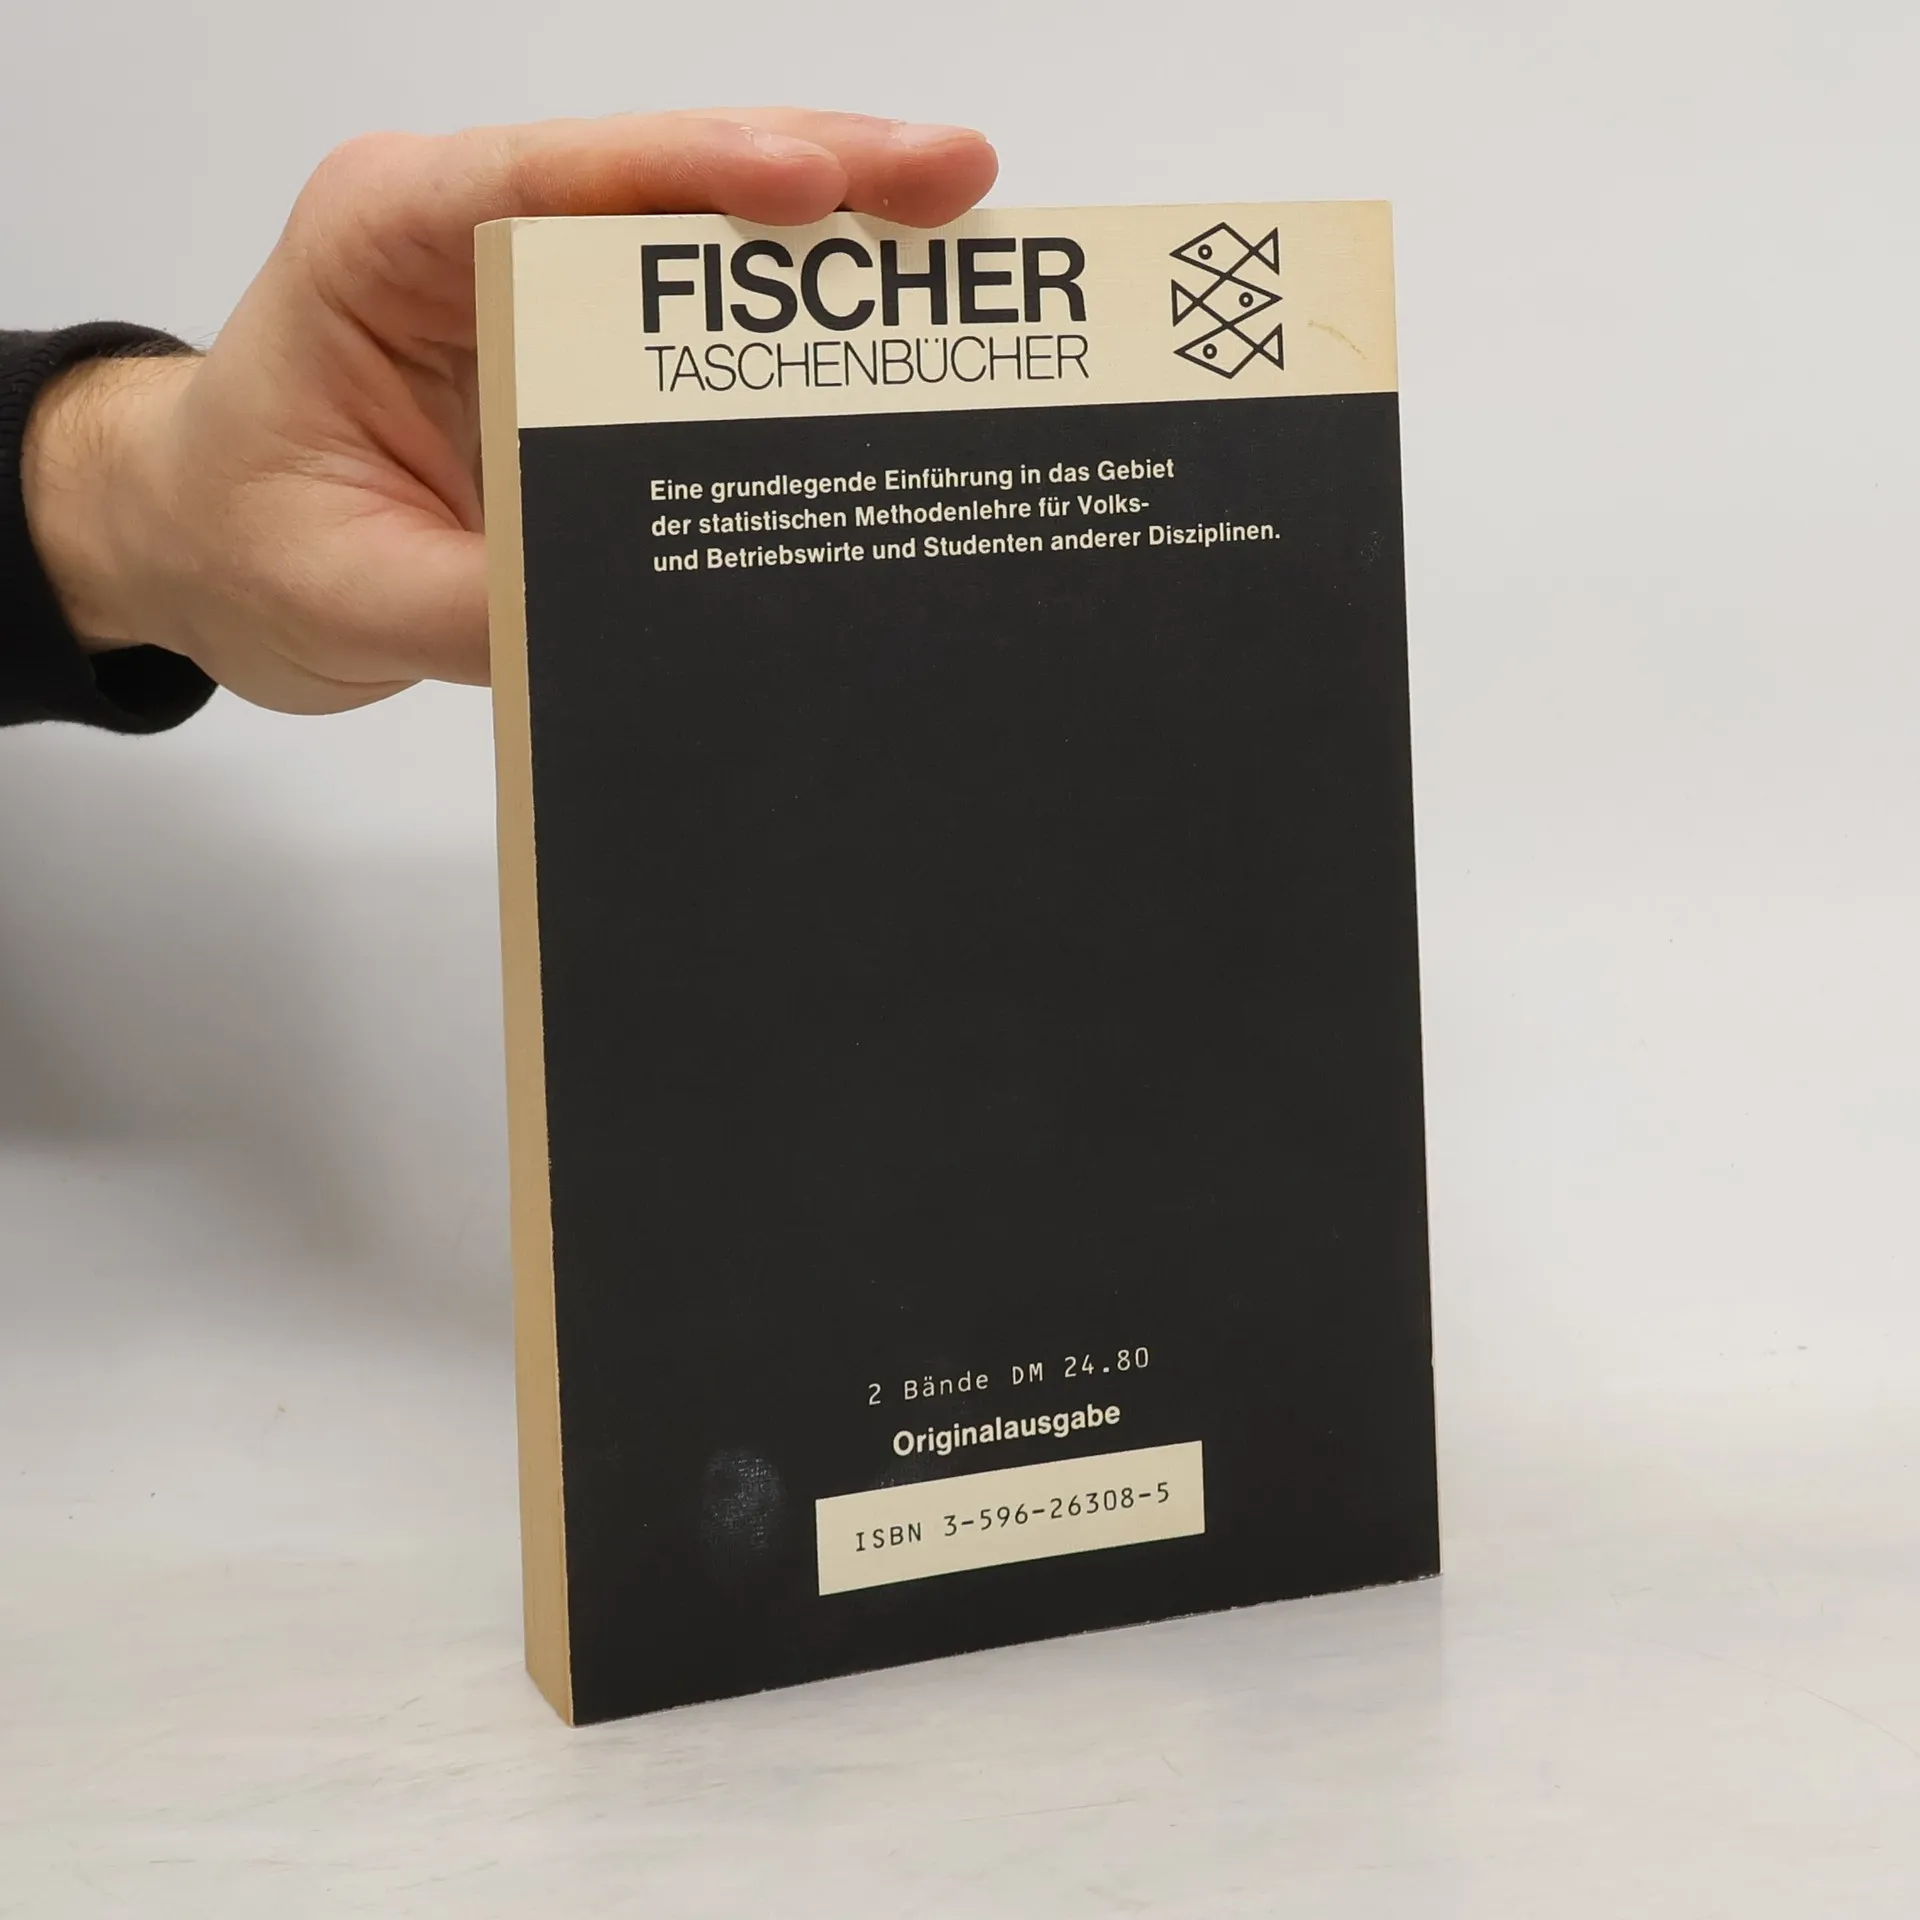 FISCHER
TASCHENBÜCHER
Eine grundlegende Einführung in das Gebiet
der statistischen Methodenlehre für Volks-
und Betriebswirte und Studenten anderer Disziplinen.
2 Bände DM 24.80
Originalausgabe
ISBN 3-596-26308-5